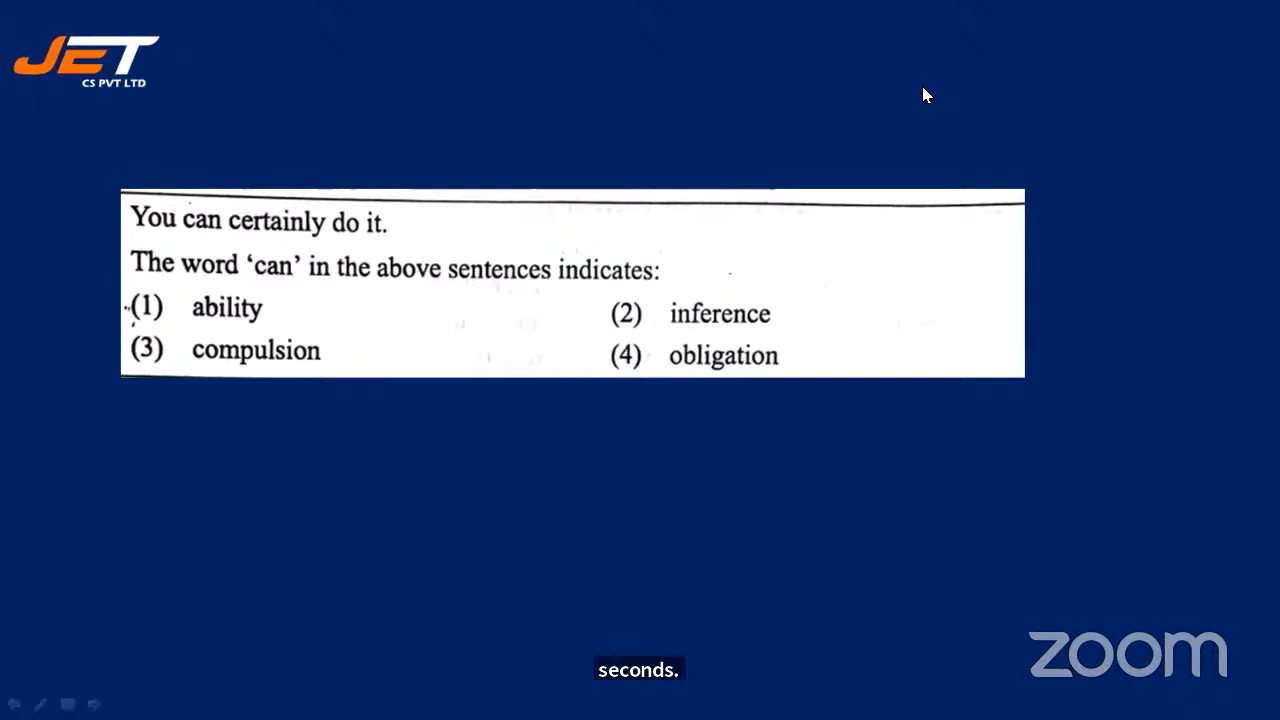 JET
CS PVT LTD
You can certainly do it.
The word ‘can’ in the above sentences indicates:
(1) ability (2) inference
(3) compulsion (4) obligation
seconds.
zoom